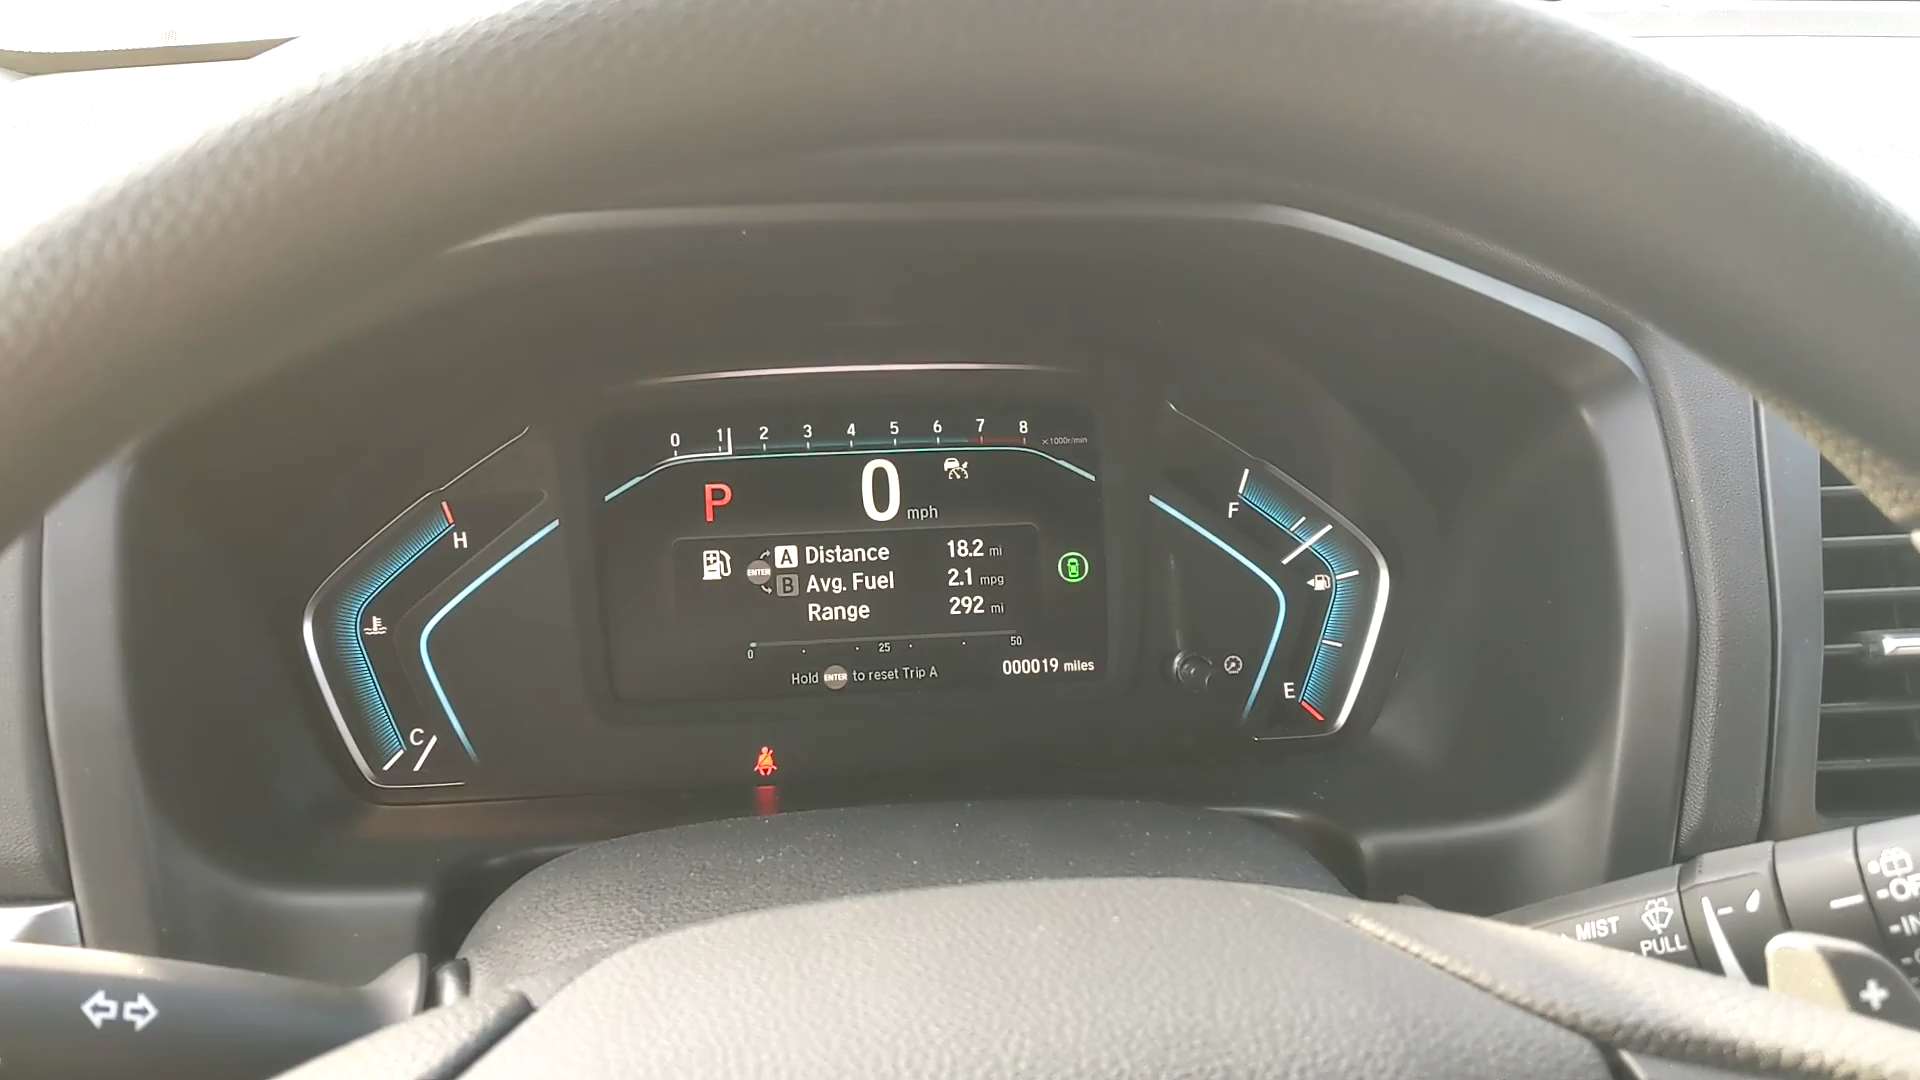 0 1 2 3 4 5 6 7 8 ×1000r/min
P 0 mph
H
F
A Distance 18.2 mi
ENTER
B Avg. Fuel 2.1 mpg
Range 292 mi
0 25 50
Hold ENTER to reset Trip A
000019 miles
E
C
MIST
PULL
+